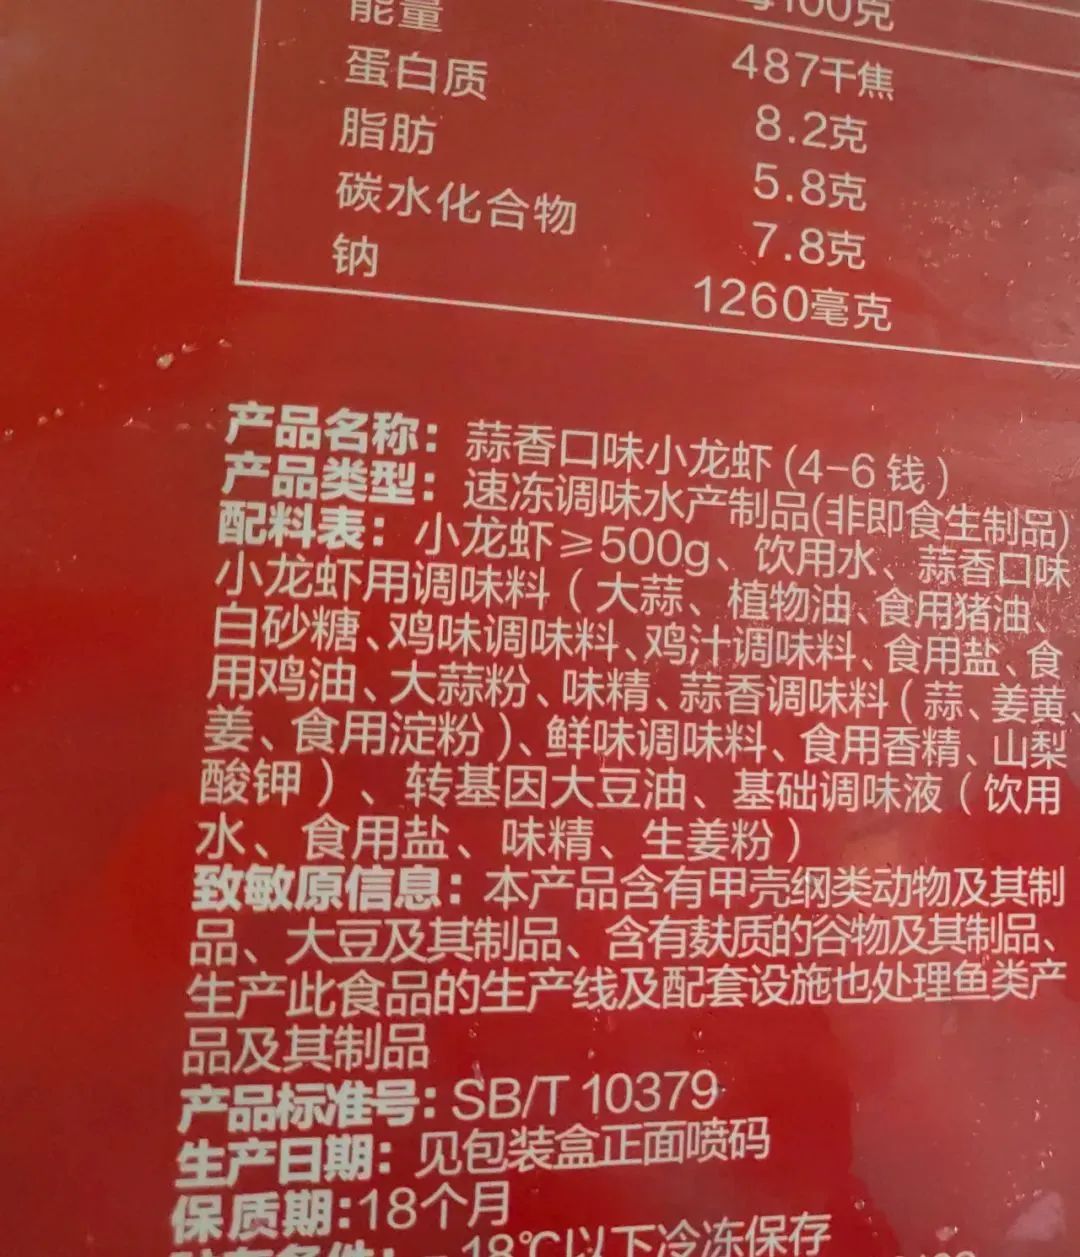 能量
每100克
487千焦
蛋白质
8.2克
脂肪
5.8克
碳水化合物
7.8克
钠
1260毫克
产品名称：蒜香口味小龙虾(4-6钱)
产品类型：速冻调味水产制品(非即食生制品)
配料表：小龙虾≥500g、饮用水、蒜香口味
小龙虾用调味料（大蒜、植物油、食用猪油、
白砂糖、鸡味调味料、鸡汁调味料、食用盐、食
用鸡油、大蒜粉、味精、蒜香调味料（蒜、姜黄、
姜、食用淀粉）、鲜味调味料、食用香精、山梨
酸钾）、转基因大豆油、基础调味液（饮用
水、食用盐、味精、生姜粉）
致敏原信息：本产品含有甲壳纲类动物及其制
品、大豆及其制品、含有麸质的谷物及其制品、
生产此食品的生产线及配套设施也处理鱼类产
品及其制品
产品标准号：SB/T 10379
生产日期：见包装盒正面喷码
保质期：18个月
贮存条件：-18℃以下冷冻保存